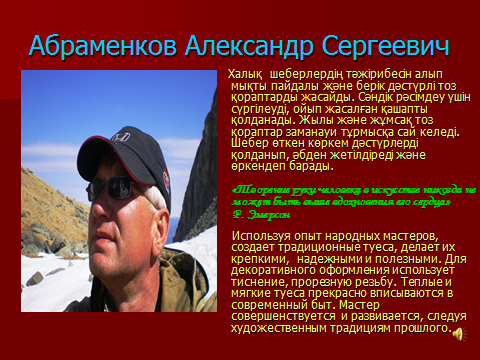 Абраменков Александр Сергеевич
Халық шеберлердің тәжірибесін алып
мықты пайдалы және берік дәстүрлі тоз
қораптарды жасайды. Сәндік рәсімдеу үшін
сүргілеуді, ойып жасалған қашапты
қолданады. Жылы және жұмсақ тоз
қораптар заманауи тұрмысқа сай келеді.
Шебер өткен көркем дәстүрлерді
қолданып, әбден жетілдіреді және
өркендеп барады.
«Творение руку человека в искусстве никогда не
может быть выше вдохновения его сердца»
Р. Эмерсон
Используя опыт народных мастеров,
создает традиционные туеса, делает их
крепкими, надежными и полезными. Для
декоративного оформления использует
тиснение, прорезную резьбу. Теплые и
мягкие туеса прекрасно вписываются в
современный быт. Мастер
совершенствуется и развивается, следуя
художественным традициям прошлого.